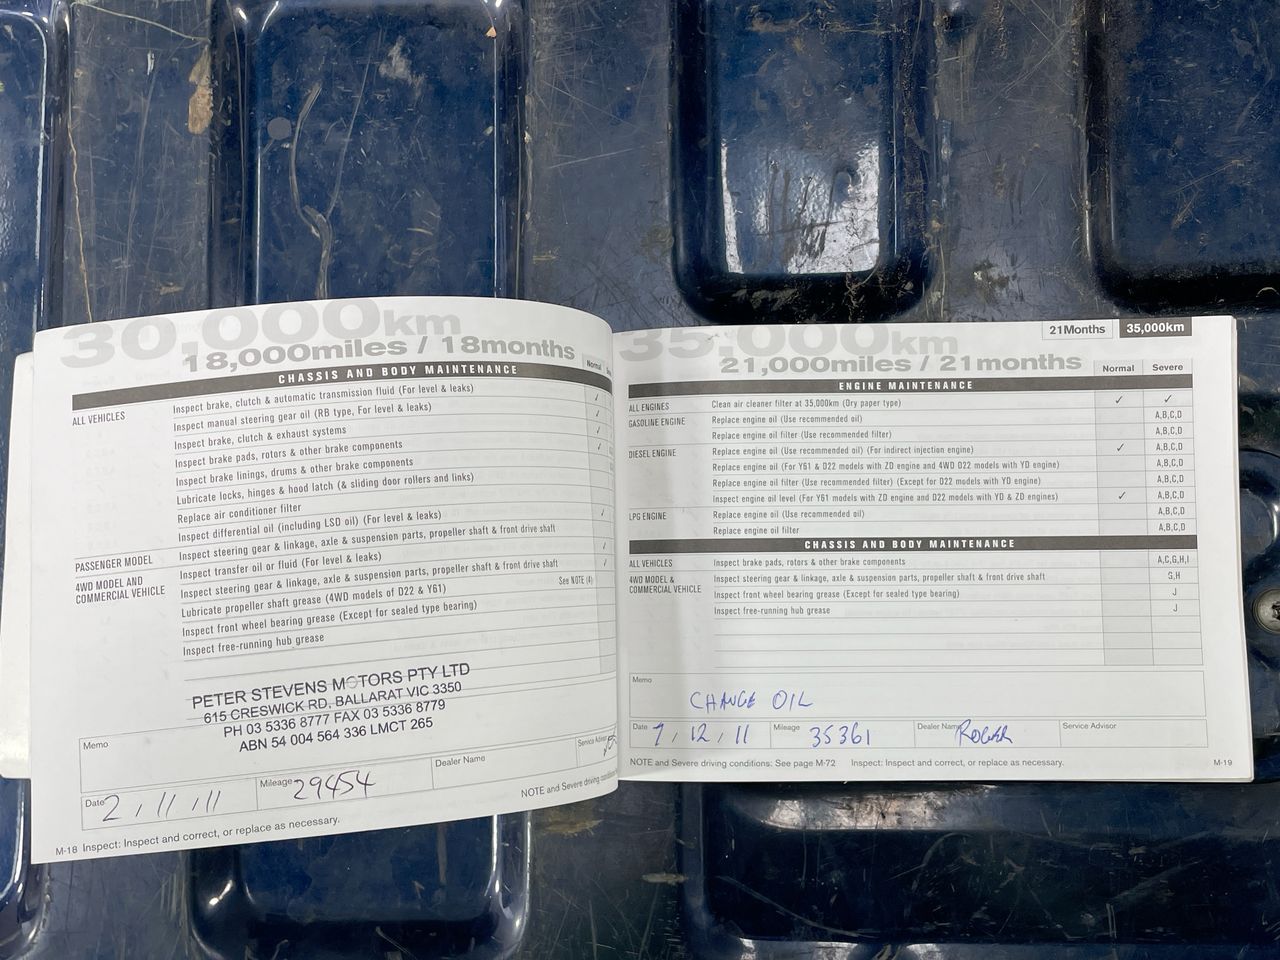 30,000km
18,000miles / 18months
CHASSIS AND BODY MAINTENANCE Normal
ALL VEHICLES Inspect brake, clutch & automatic transmission fluid (For level & leaks) ✓
Inspect manual steering gear oil (RB type, For level & leaks) ✓
Inspect brake, clutch & exhaust systems ✓
Inspect brake pads, rotors & other brake components ✓
Inspect brake linings, drums & other brake components
Lubricate locks, hinges & hood latch (& sliding door rollers and links)
Replace air conditioner filter
Inspect differential oil (including LSD oil) (For level & leaks) ✓
PASSENGER MODEL Inspect steering gear & linkage, axle & suspension parts, propeller shaft & front drive shaft
4WD MODEL AND COMMERCIAL VEHICLE Inspect transfer oil or fluid (For level & leaks) ✓
Inspect steering gear & linkage, axle & suspension parts, propeller shaft & front drive shaft ✓
Lubricate propeller shaft grease (4WD models of D22 & Y61) See NOTE (4)
Inspect front wheel bearing grease (Except for sealed type bearing)
Inspect free-running hub grease
PETER STEVENS MOTORS PTY LTD
615 CRESWICK RD, BALLARAT VIC 3350
PH 03 5336 8777 FAX 03 5336 8779
ABN 54 004 564 336 LMCT 265
Memo
Date 2/11/11 Mileage 29454 Dealer Name Service Advisor
NOTE and Severe driving
M-18 Inspect: Inspect and correct, or replace as necessary.
21Months 35,000km
35,000km
21,000miles / 21months
ENGINE MAINTENANCE Normal Severe
ALL ENGINES Clean air cleaner filter at 35,000km (Dry paper type) ✓ ✓
GASOLINE ENGINE Replace engine oil (Use recommended oil) A,B,C,D
Replace engine oil filter (Use recommended filter) A,B,C,D
DIESEL ENGINE Replace engine oil (Use recommended oil) (For indirect injection engine) ✓ A,B,C,D
Replace engine oil (For Y61 & D22 models with ZD engine and 4WD D22 models with YD engine) A,B,C,D
Replace engine oil filter (Use recommended filter) (Except for D22 models with YD engine) A,B,C,D
Inspect engine oil level (For Y61 models with ZD engine and D22 models with YD & ZD engines) ✓ A,B,C,D
LPG ENGINE Replace engine oil (Use recommended oil) A,B,C,D
Replace engine oil filter A,B,C,D
CHASSIS AND BODY MAINTENANCE
ALL VEHICLES Inspect brake pads, rotors & other brake components A,C,G,H,I
4WD MODEL & COMMERCIAL VEHICLE Inspect steering gear & linkage, axle & suspension parts, propeller shaft & front drive shaft G,H
Inspect front wheel bearing grease (Except for sealed type bearing) J
Inspect free-running hub grease J
Memo
CHANGE OIL
Date 7, 12, 11 Mileage 35361 Dealer Name ROGER Service Advisor
NOTE and Severe driving conditions: See page M-72 Inspect: Inspect and correct, or replace as necessary. M-19